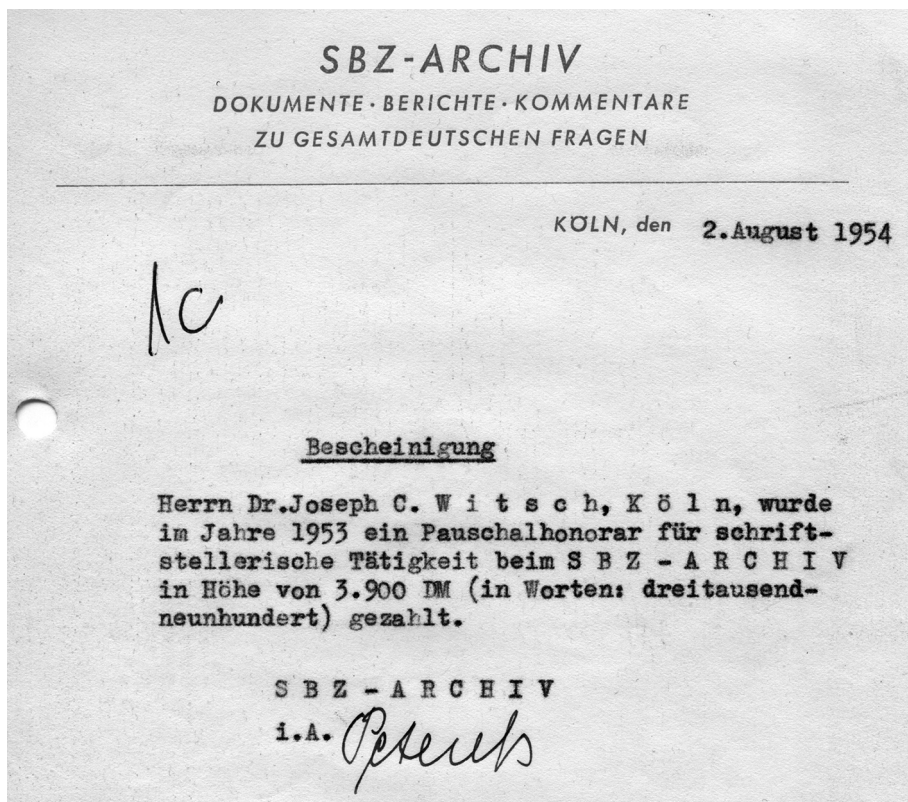 SBZ-ARCHIV
DOKUMENTE · BERICHTE · KOMMENTARE
ZU GESAMTDEUTSCHEN FRAGEN
KÖLN, den 2.August 1954
1c
Bescheinigung
Herrn Dr.Joseph C. W i t s c h, K ö l n, wurde
im Jahre 1953 ein Pauschalhonorar für schrift-
stellerische Tätigkeit beim S B Z - A R C H I V
in Höhe von 3.900 DM (in Worten: dreitausend-
neunhundert) gezahlt.
S B Z - A R C H I V
i.A.